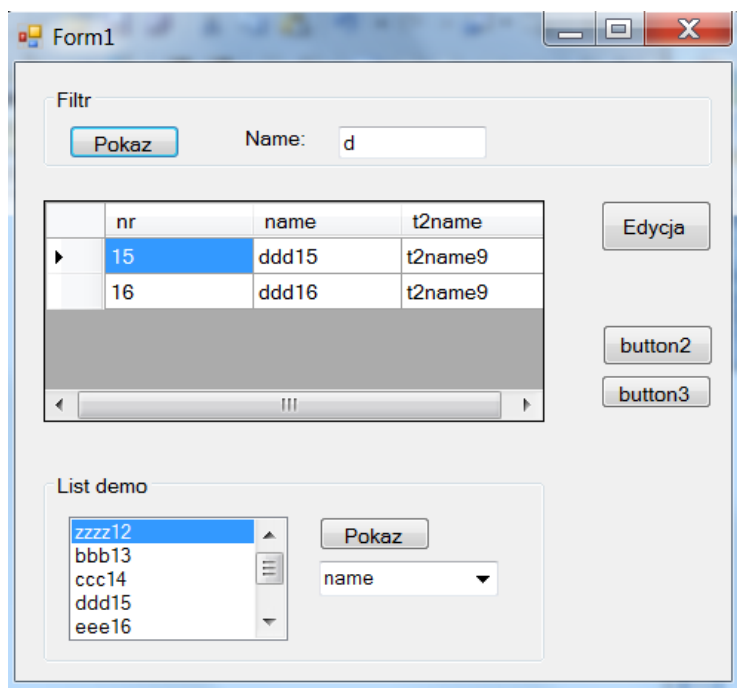 Form1
Filtr
Pokaz Name: d
nr name t2name
15 ddd15 t2name9
16 ddd16 t2name9
Edycja
button2
button3
List demo
zzzz12
bbb13
ccc14
ddd15
eee16
Pokaz
name